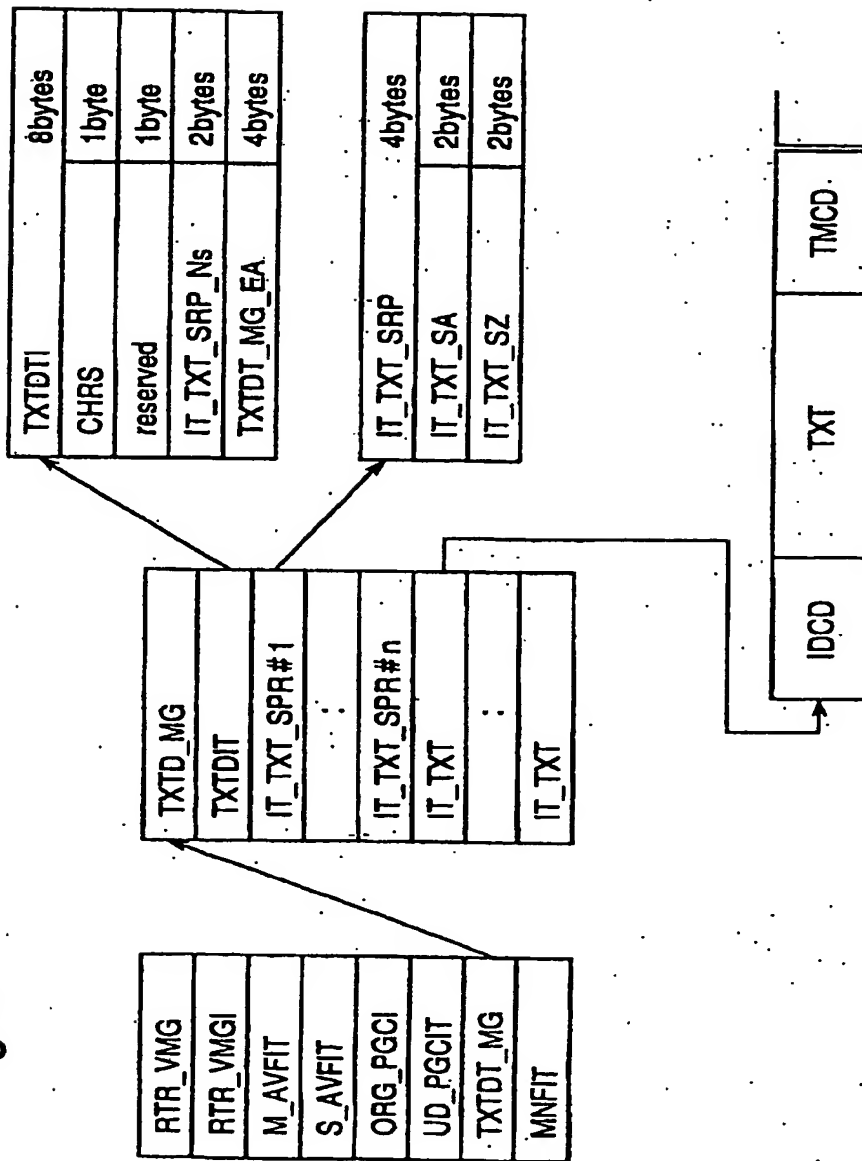 RTR_VMG
RTR_VMGI
M_AVFIT
S_AVFIT
ORG_PGCI
UD_PGCIT
TXTDT_MG
MNFIT
TXTD_MG
TXTDIT
IT_TXT_SPR#1
:
IT_TXT_SPR#n
IT_TXT
:
IT_TXT
TXTDTI 8bytes
CHRS 1byte
reserved 1byte
IT_TXT_SRP_Ns 2bytes
TXTDT_MG_EA 4bytes
IT_TXT_SRP 4bytes
IT_TXT_SA 2bytes
IT_TXT_SZ 2bytes
IDCD TXT TMCD